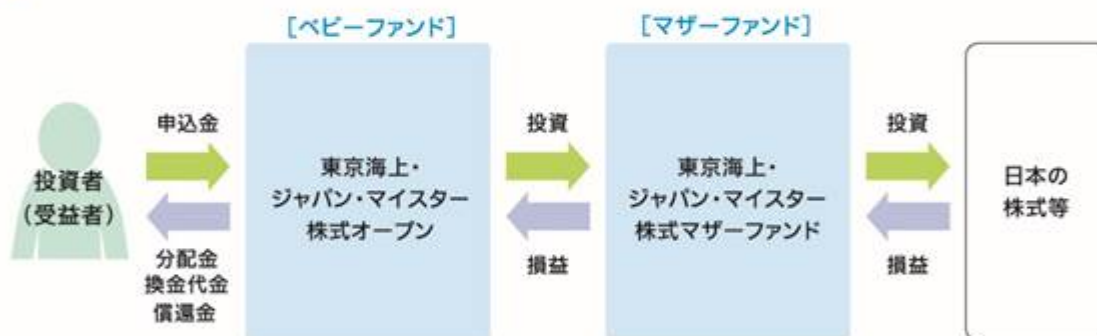 ［ベビーファンド］
［マザーファンド］
申込金
投資
投資
投資者
（受益者）
東京海上・
ジャパン・マイスター
株式オープン
東京海上・
ジャパン・マイスター
株式マザーファンド
日本の
株式等
分配金
換金代金
償還金
損益
損益